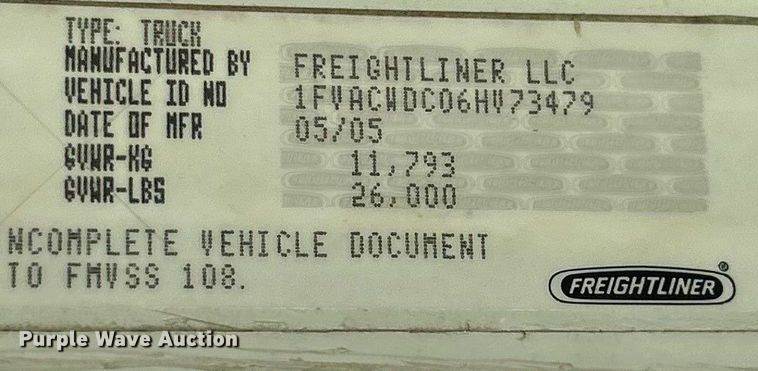 TYPE: TRUCK
MANUFACTURED BY FREIGHTLINER LLC
VEHICLE ID NO 1FVACWDC06HV73479
DATE OF MFR 05/05
GVWR-KG 11,793
GVWR-LBS 26,000
NCOMPLETE VEHICLE DOCUMENT
TO FMVSS 108.
FREIGHTLINER®
Purple Wave Auction